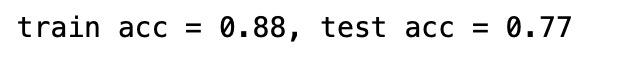 train acc = 0.88, test acc = 0.77